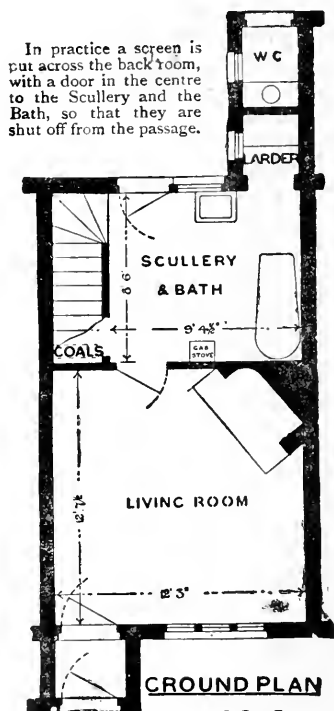 In practice a screen is
put across the back room,
with a door in the centre
to the Scullery and the
Bath, so that they are
shut off from the passage.
WC
LARDER
SCULLERY
& BATH
8' 6"
9' 4½"
GAS
STOVE
COALS
LIVING ROOM
12' 7½
12' 3"
GROUND PLAN